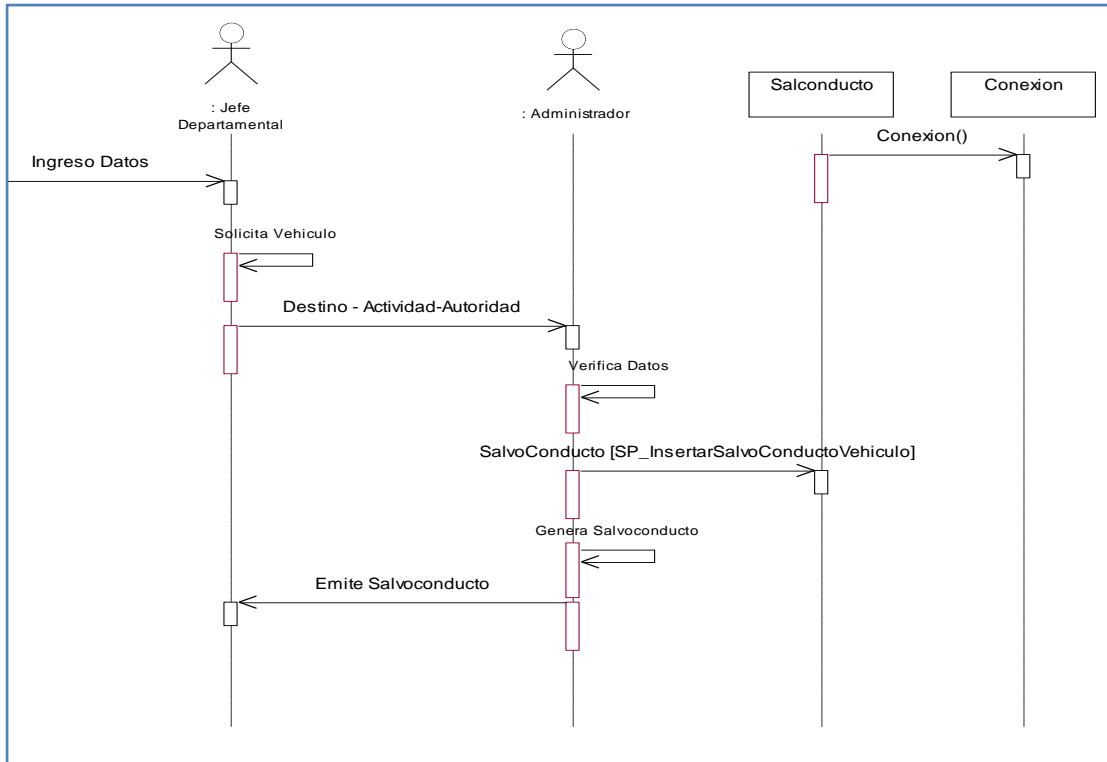 : Jefe
Departamental
: Administrador
Salconducto
Conexion
Conexion()
Ingreso Datos
Solicita Vehiculo
Destino - Actividad-Autoridad
Verifica Datos
SalvoConducto [SP_InsertarSalvoConductoVehiculo]
Genera Salvoconducto
Emite Salvoconducto